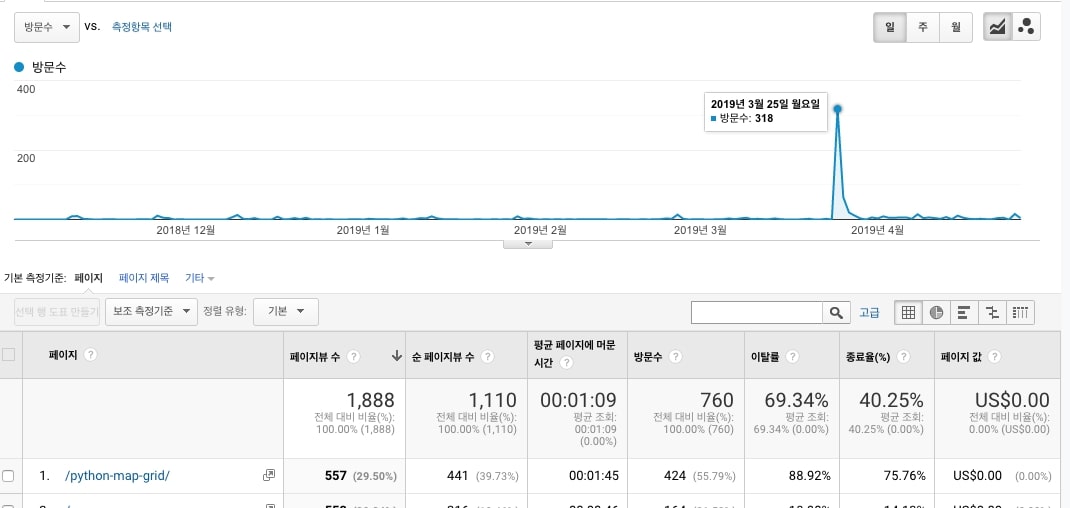 방문수 vs. 측정항목 선택 일 주 월
방문수
400
2019년 3월 25일 월요일
방문수: 318
200
2018년 12월 2019년 1월 2019년 2월 2019년 3월 2019년 4월
기본 측정기준: 페이지 페이지 제목 기타
선택 행 도표 만들기 보조 측정기준 정렬 유형: 기본 고급
페이지 ? 페이지뷰 수 ? 순 페이지뷰 수 ? 평균 페이지에 머문 시간 ? 방문수 ? 이탈률 ? 종료율(%) ? 페이지 값 ?
1,888 1,110 00:01:09 760 69.34% 40.25% US$0.00
전체 대비 비율(%): 전체 대비 비율(%): 평균 조회: 전체 대비 비율(%): 평균 조회: 평균 조회: 전체 대비 비율(%):
100.00% (1,888) 100.00% (1,110) 00:01:09 100.00% (760) 69.34% (0.00%) 40.25% (0.00%) 0.00% (US$0.00)
(0.00%)
1. /python-map-grid/ 557 (29.50%) 441 (39.73%) 00:01:45 424 (55.79%) 88.92% 75.76% US$0.00 (0.00%)